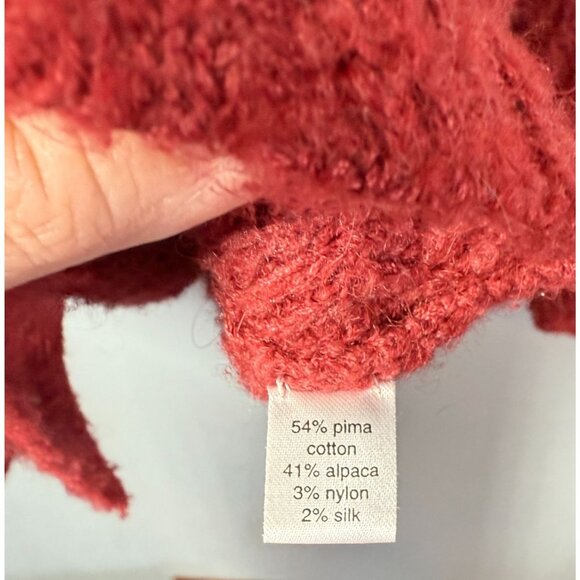 54% pima
cotton
41% alpaca
3% nylon
2% silk